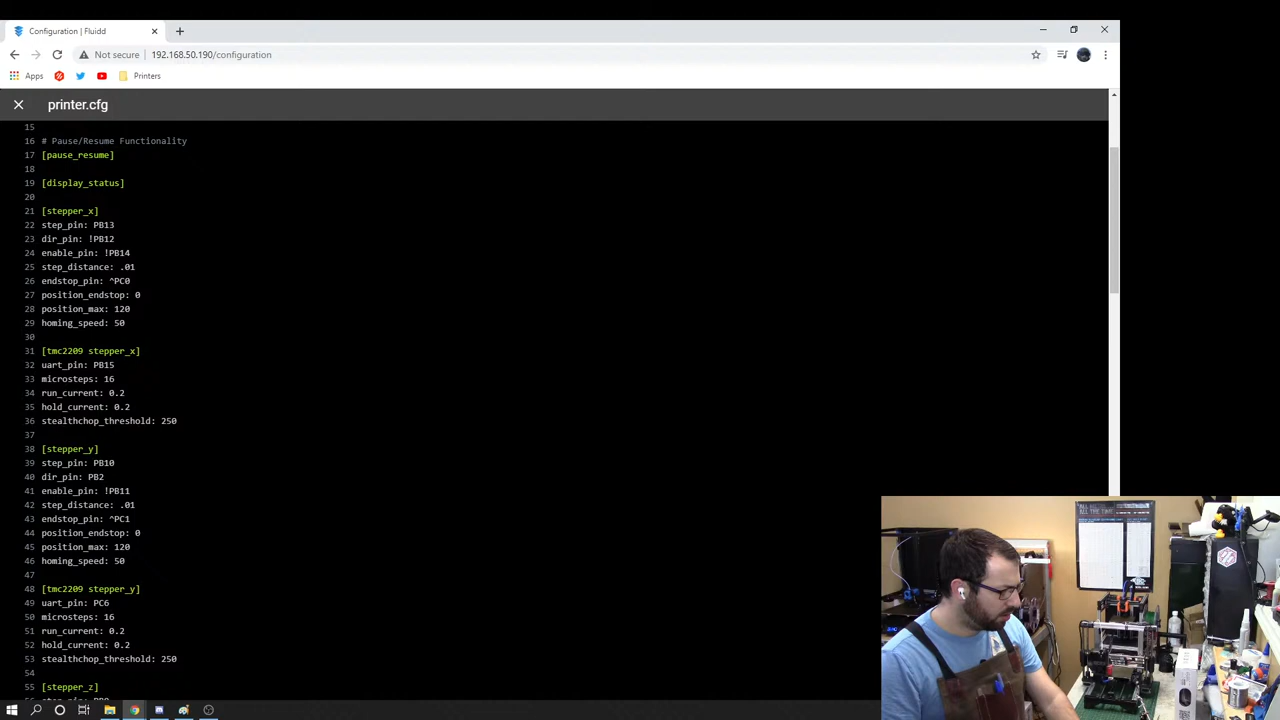 Configuration | Fluidd
Not secure
192.168.50.190/configuration
Apps
Printers
printer.cfg
15
16 # Pause/Resume Functionality
17 [pause_resume]
18
19 [display_status]
20
21 [stepper_x]
22 step_pin: PB13
23 dir_pin: !PB12
24 enable_pin: !PB14
25 step_distance: .01
26 endstop_pin: ^PC0
27 position_endstop: 0
28 position_max: 120
29 homing_speed: 50
30
31 [tmc2209 stepper_x]
32 uart_pin: PB15
33 microsteps: 16
34 run_current: 0.2
35 hold_current: 0.2
36 stealthchop_threshold: 250
37
38 [stepper_y]
39 step_pin: PB10
40 dir_pin: PB2
41 enable_pin: !PB11
42 step_distance: .01
43 endstop_pin: ^PC1
44 position_endstop: 0
45 position_max: 120
46 homing_speed: 50
47
48 [tmc2209 stepper_y]
49 uart_pin: PC6
50 microsteps: 16
51 run_current: 0.2
52 hold_current: 0.2
53 stealthchop_threshold: 250
54
55 [stepper_z]
ALL METAL
ALL THE TIME